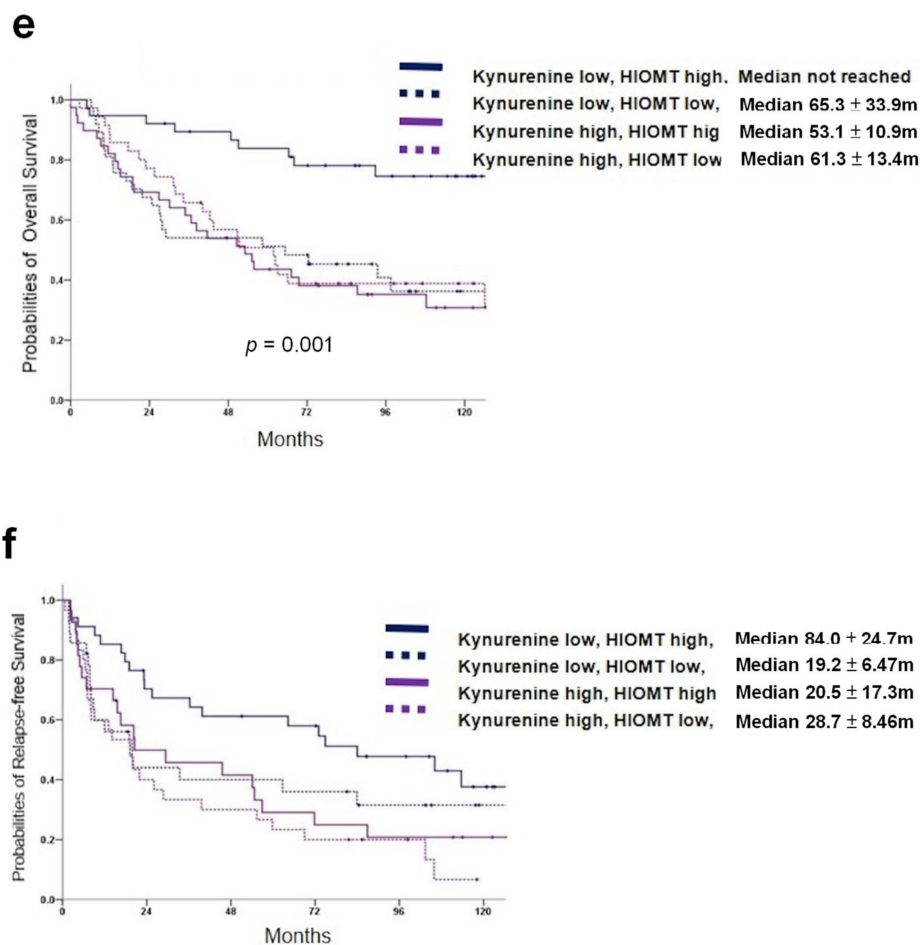 e
Kynurenine low, HIOMT high, Median not reached
Kynurenine low, HIOMT low, Median 65.3 ± 33.9m
Kynurenine high, HIOMT hig Median 53.1 ± 10.9m
Kynurenine high, HIOMT low Median 61.3 ± 13.4m
Probabilities of Overall Survival
1.0
0.8
0.6
0.4
0.2
0.0
p = 0.001
0 24 48 72 96 120
Months
f
Kynurenine low, HIOMT high, Median 84.0 ± 24.7m
Kynurenine low, HIOMT low, Median 19.2 ± 6.47m
Kynurenine high, HIOMT high Median 20.5 ± 17.3m
Kynurenine high, HIOMT low, Median 28.7 ± 8.46m
Probabilities of Relapse-free Survival
1.0
0.8
0.6
0.4
0.2
0.0
0 24 48 72 96 120
Months